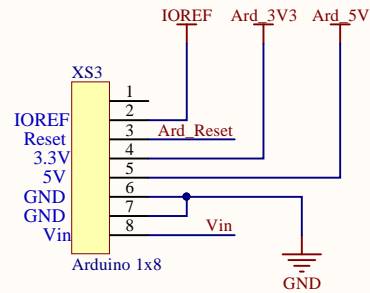 IOREF Ard_3V3 Ard_5V
XS3
1
IOREF 2
Reset 3 Ard_Reset
3.3V 4
5V 5
GND 6
GND 7
Vin 8 Vin
Arduino 1x8
GND